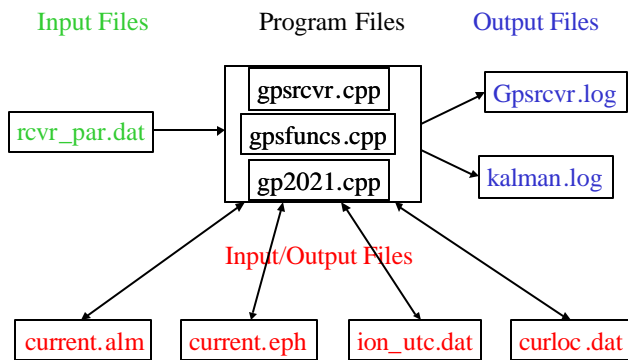 Input Files
Program Files
Output Files
gpsrcvr.cpp
gpsfuncs.cpp
gp2021.cpp
rcvr_par.dat
Gpsrcvr.log
kalman.log
Input/Output Files
current.alm
current.eph
ion_utc.dat
curloc.dat